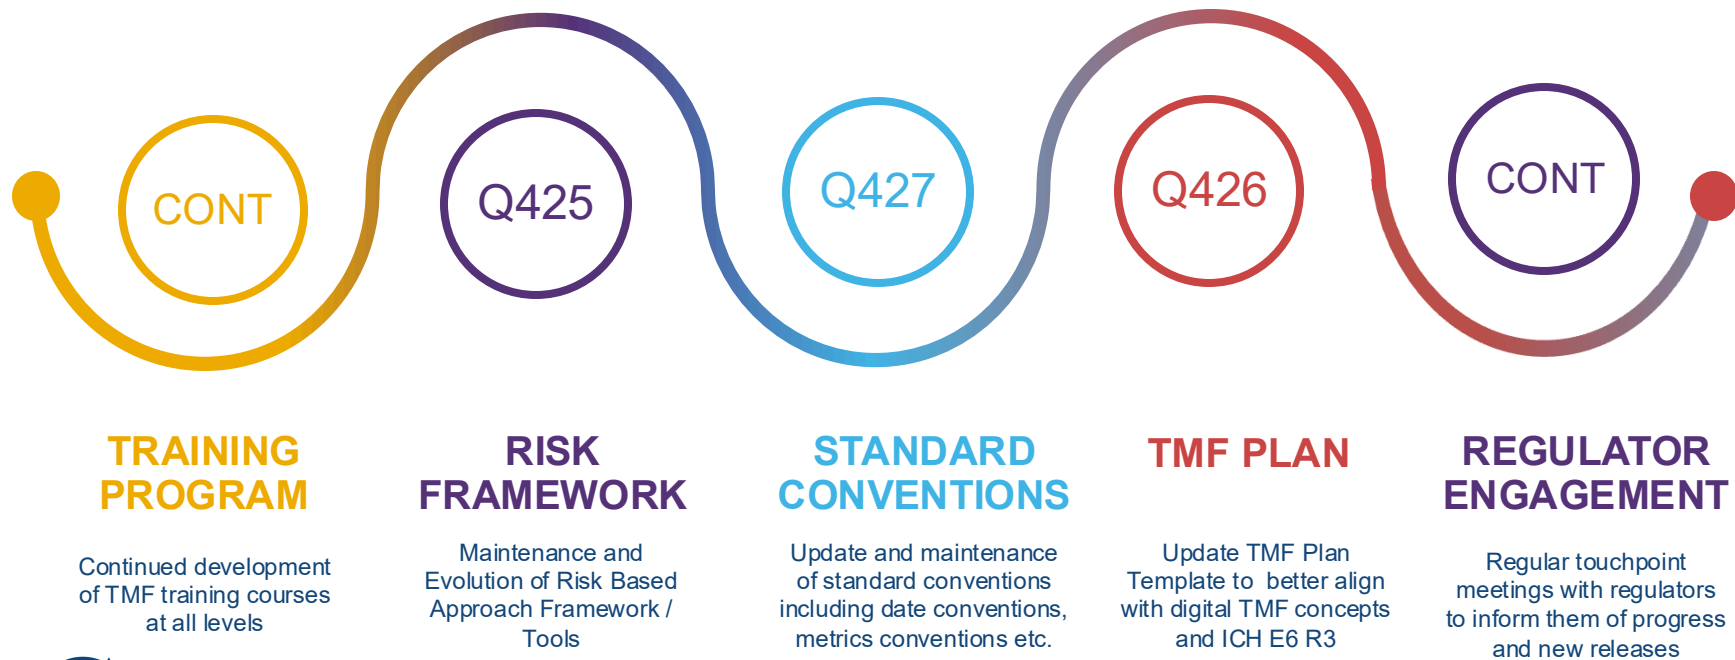 CONT
Q425
Q427
Q426
CONT
TRAINING
PROGRAM
Continued development
of TMF training courses
at all levels
RISK
FRAMEWORK
Maintenance and
Evolution of Risk Based
Approach Framework /
Tools
STANDARD
CONVENTIONS
Update and maintenance
of standard conventions
including date conventions,
metrics conventions etc.
TMF PLAN
Update TMF Plan
Template to better align
with digital TMF concepts
and ICH E6 R3
REGULATOR
ENGAGEMENT
Regular touchpoint
meetings with regulators
to inform them of progress
and new releases